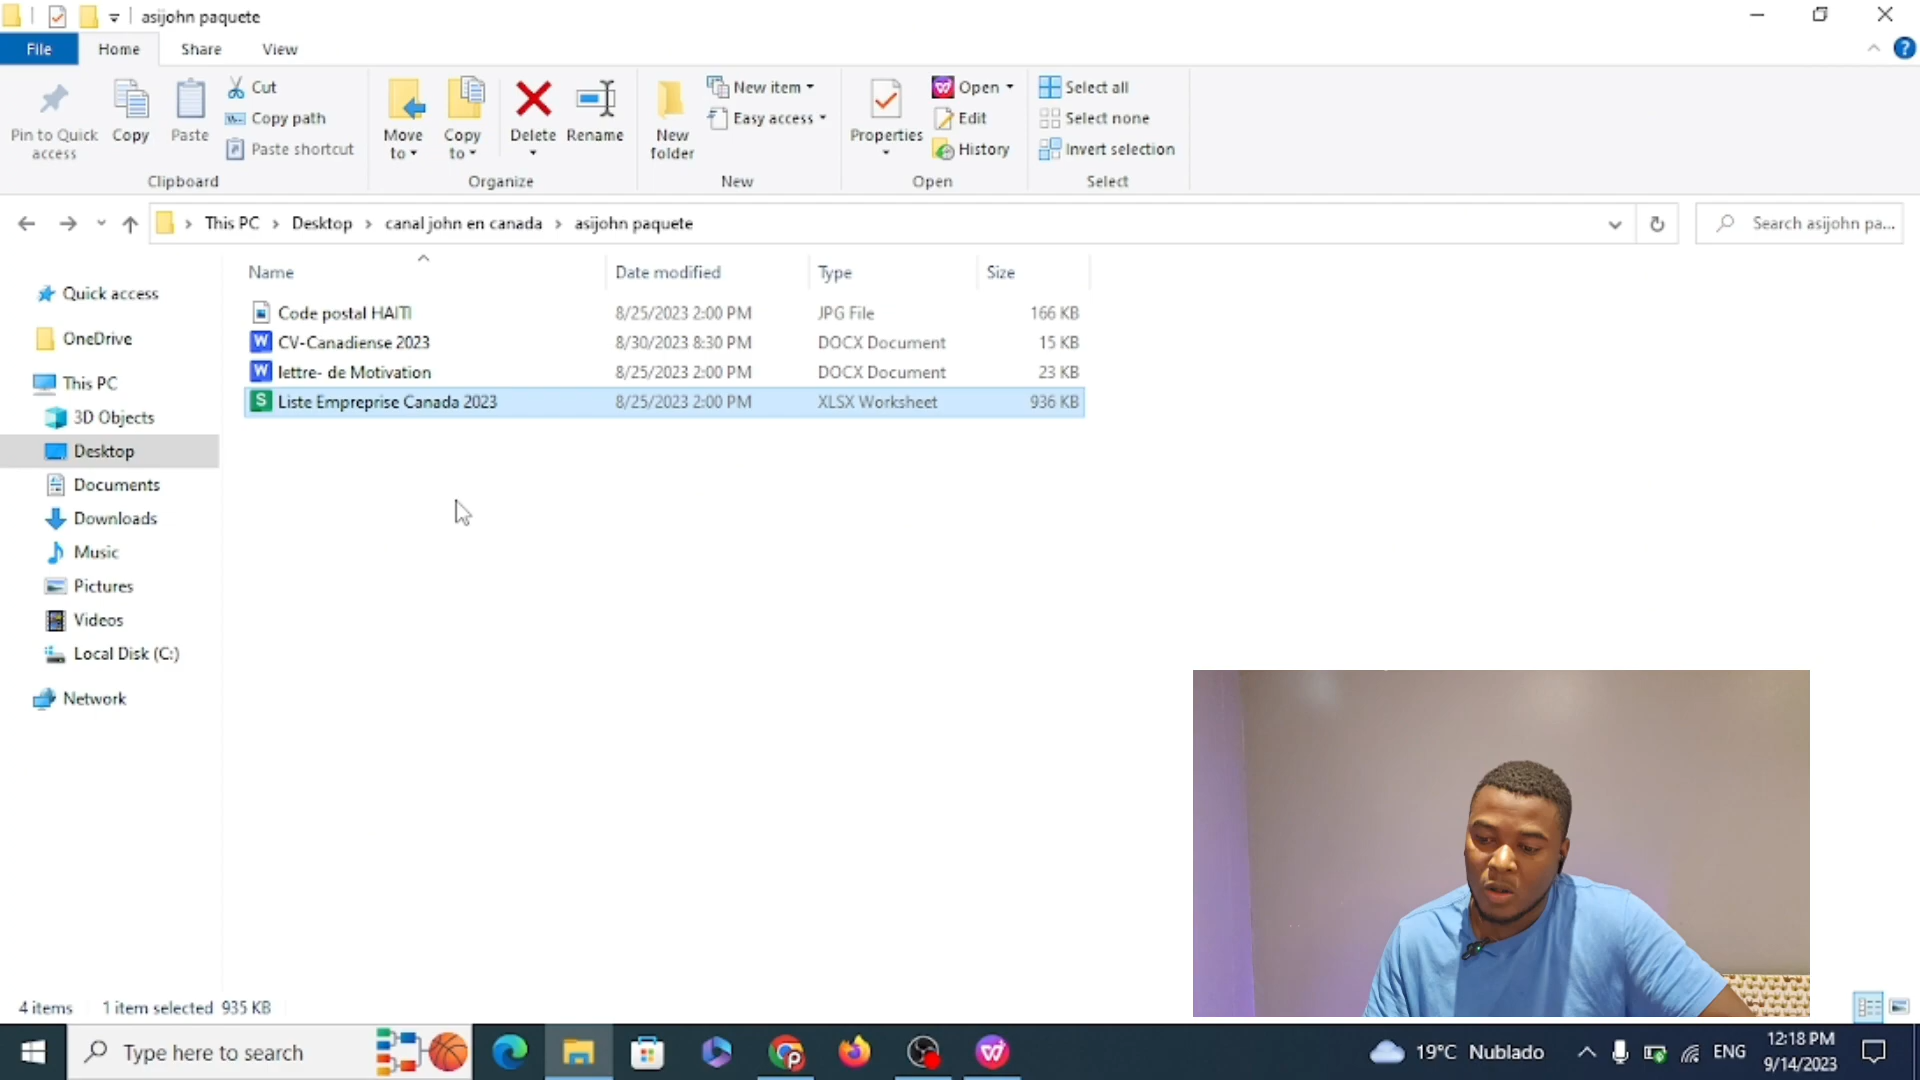 asijohn paquete
File Home Share View
Pin to Quick access
Copy
Paste
Cut
Copy path
Paste shortcut
Clipboard
Move to
Copy to
Delete
Rename
Organize
New folder
New item
Easy access
New
Properties
Open
Edit
History
Open
Select all
Select none
Invert selection
Select
This PC > Desktop > canal john en canada > asijohn paquete
Search asijohn pa...
Name Date modified Type Size
Code postal HAITI 8/25/2023 2:00 PM JPG File 166 KB
CV-Canadiense 2023 8/30/2023 8:30 PM DOCX Document 15 KB
lettre- de Motivation 8/25/2023 2:00 PM DOCX Document 23 KB
Liste Empreprise Canada 2023 8/25/2023 2:00 PM XLSX Worksheet 936 KB
Quick access
OneDrive
This PC
3D Objects
Desktop
Documents
Downloads
Music
Pictures
Videos
Local Disk (C:)
Network
4 items 1 item selected 935 KB
Type here to search
19°C Nublado
ENG
12:18 PM
9/14/2023